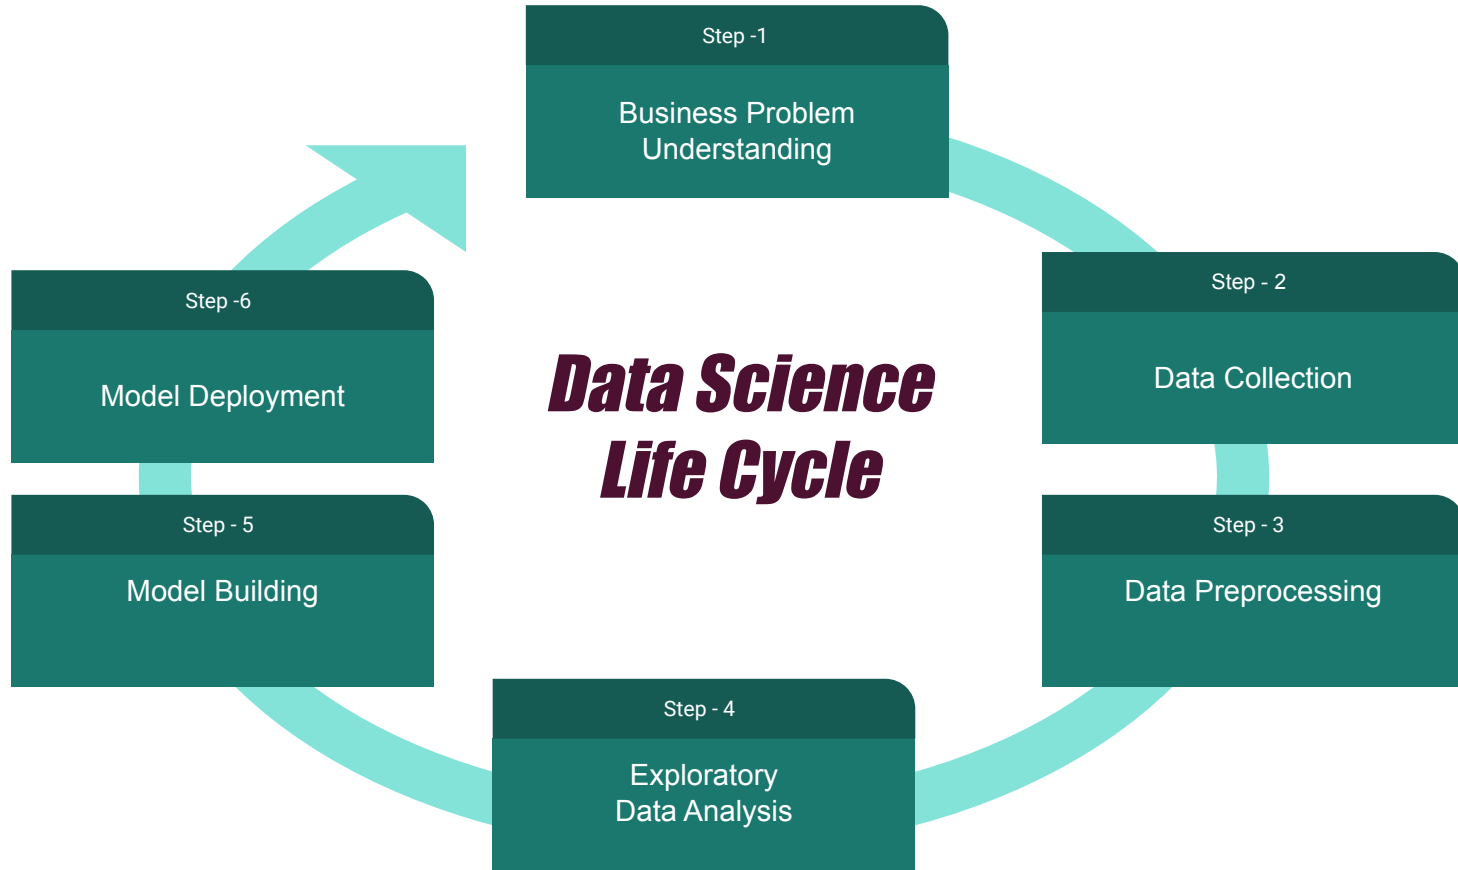 Step -1
Business Problem
Understanding
Step - 2
Data Collection
Step - 3
Data Preprocessing
Step - 4
Exploratory
Data Analysis
Step - 5
Model Building
Step -6
Model Deployment
Data Science
Life Cycle